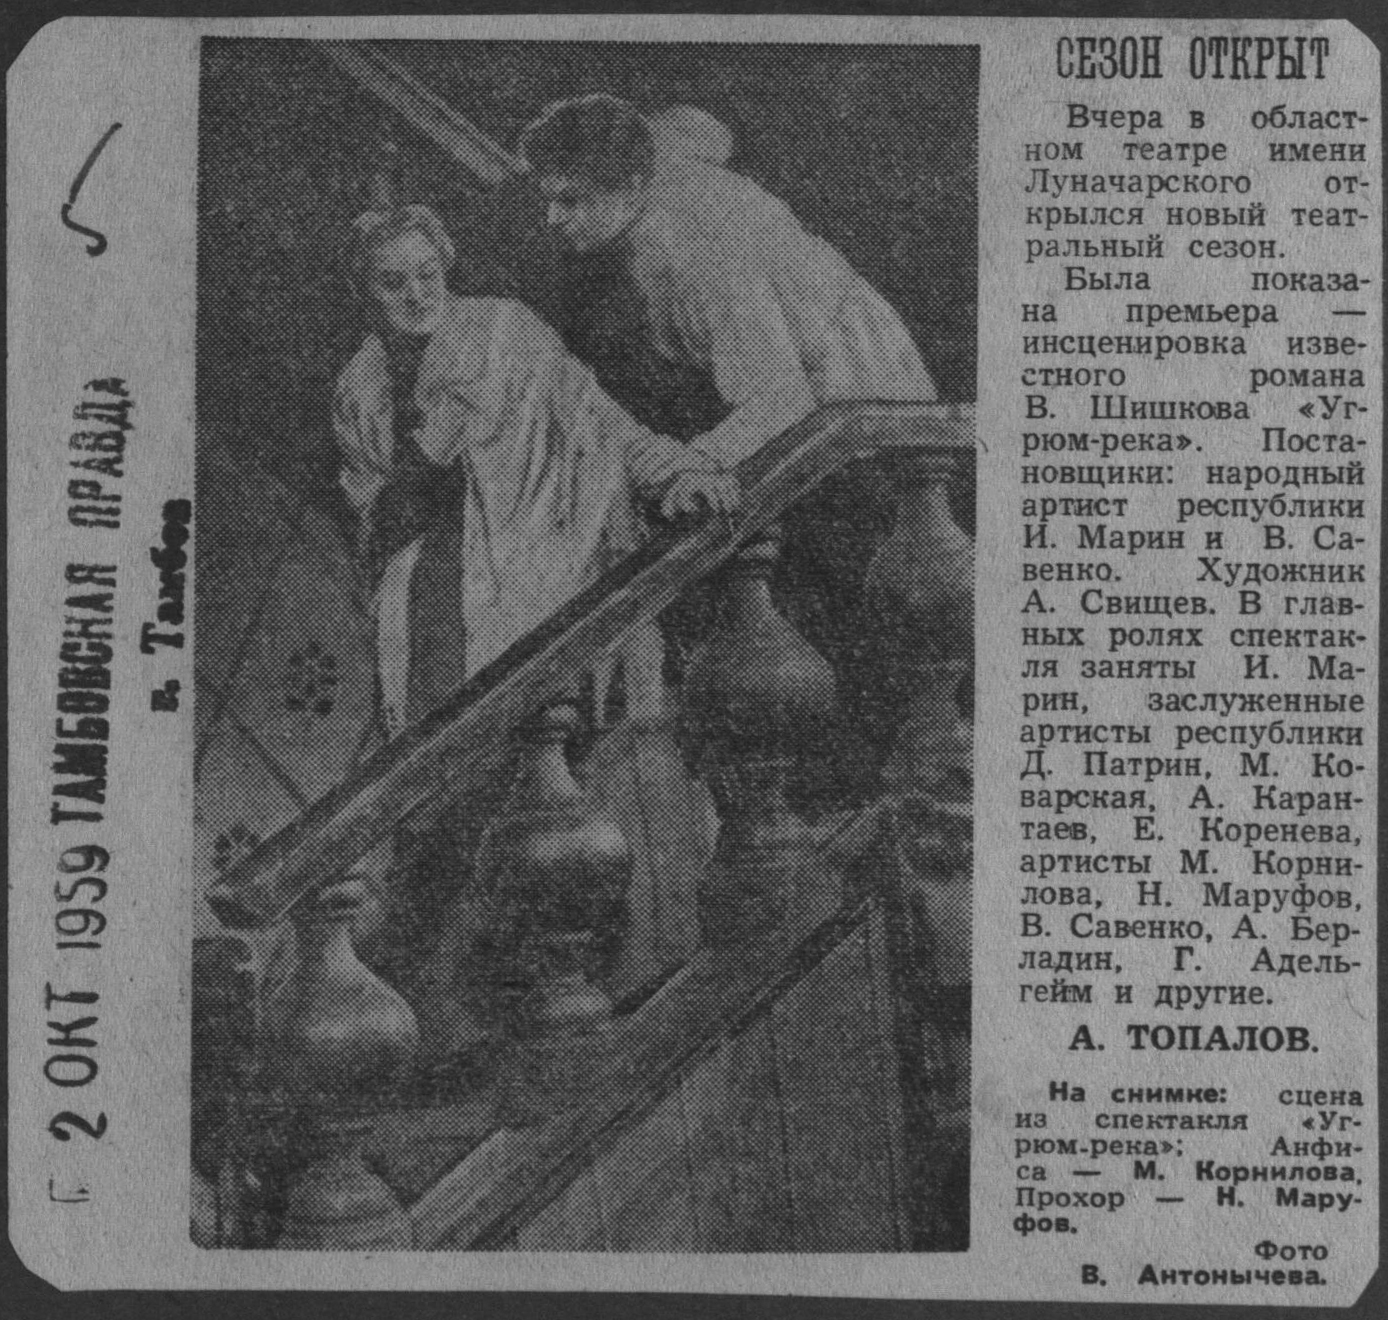 2 ОКТ 1959 ТАМБОВСКАЯ ПРАВДА
г. Тамбов
СЕЗОН ОТКРЫТ
Вчера в област-
ном театре имени
Луначарского от-
крылся новый теат-
ральный сезон.
Была показа-
на премьера —
инсценировка изве-
стного романа
В. Шишкова «Уг-
рюм-река». Поста-
новщики: народный
артист республики
И. Марин и В. Са-
венко. Художник
А. Свищев. В глав-
ных ролях спектак-
ля заняты И. Ма-
рин, заслуженные
артисты республики
Д. Патрин, М. Ко-
варская, А. Каран-
таев, Е. Коренева,
артисты М. Корни-
лова, Н. Маруфов,
В. Савенко, А. Бер-
ладин, Г. Адель-
гейм и другие.
А. ТОПАЛОВ.
На снимке: сцена
из спектакля «Уг-
рюм-река»; Анфи-
са — М. Корнилова,
Прохор — Н. Мару-
фов.
Фото
В. Антонычева.